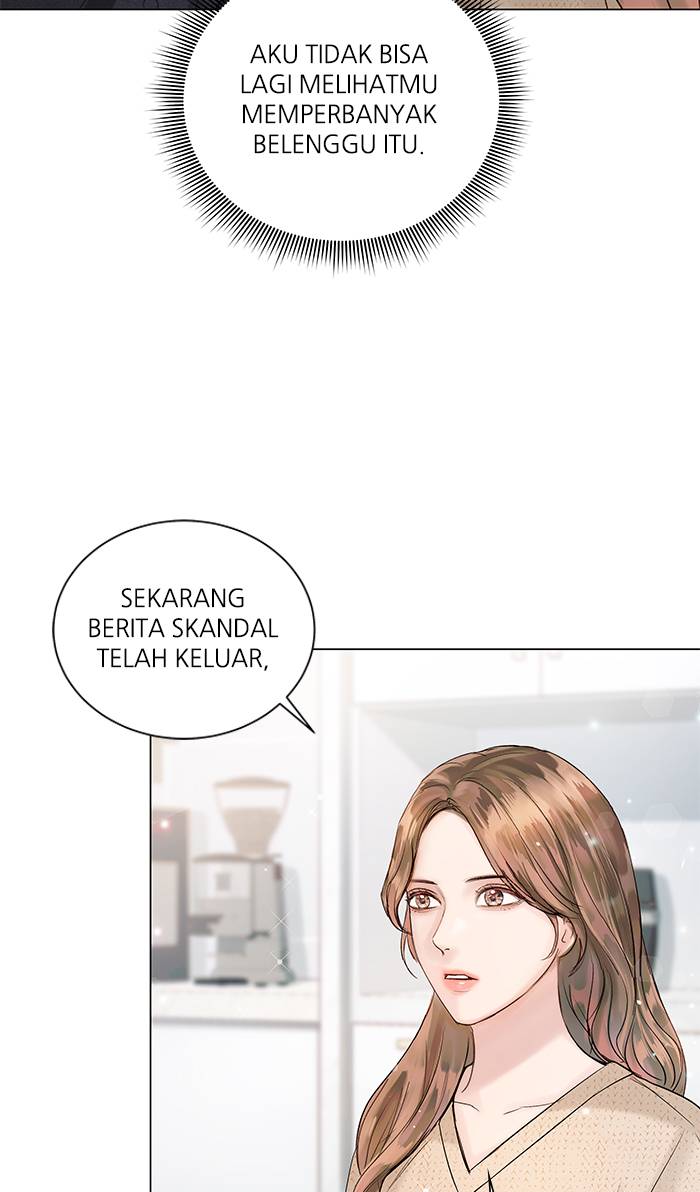 AKU TIDAK BISA
LAGI MELIHATMU
MEMPERBANYAK
BELENGGU ITU.
SEKARANG
BERITA SKANDAL
TELAH KELUAR,